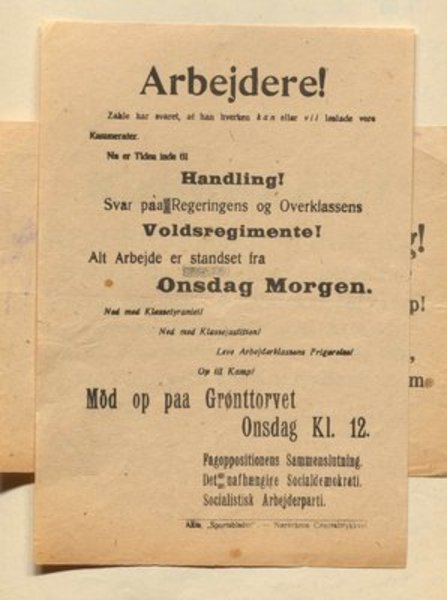 Arbejdere!
Zahle har svaret, at han hverken kan eller vil løslade vore
Kammerater.
Nu er Tiden inde til
Handling!
Svar paa Regeringens og Overklassens
Voldsregimente!
Alt Arbejde er standset fra
Onsdag Morgen.
Ned med Klassetyranniet!
Ned med Klassejustitsen!
Leve Arbejderklassens Frigørelse!
Op til Kamp!
Mød op paa Grønttorvet
Onsdag Kl. 12.
Fagoppositionens Sammenslutning.
Det uafhængige Socialdemokrati.
Socialistisk Arbejderparti.
"Sportsbladet" — Nørrebros Centraltrykkeri
!
p!
,
m